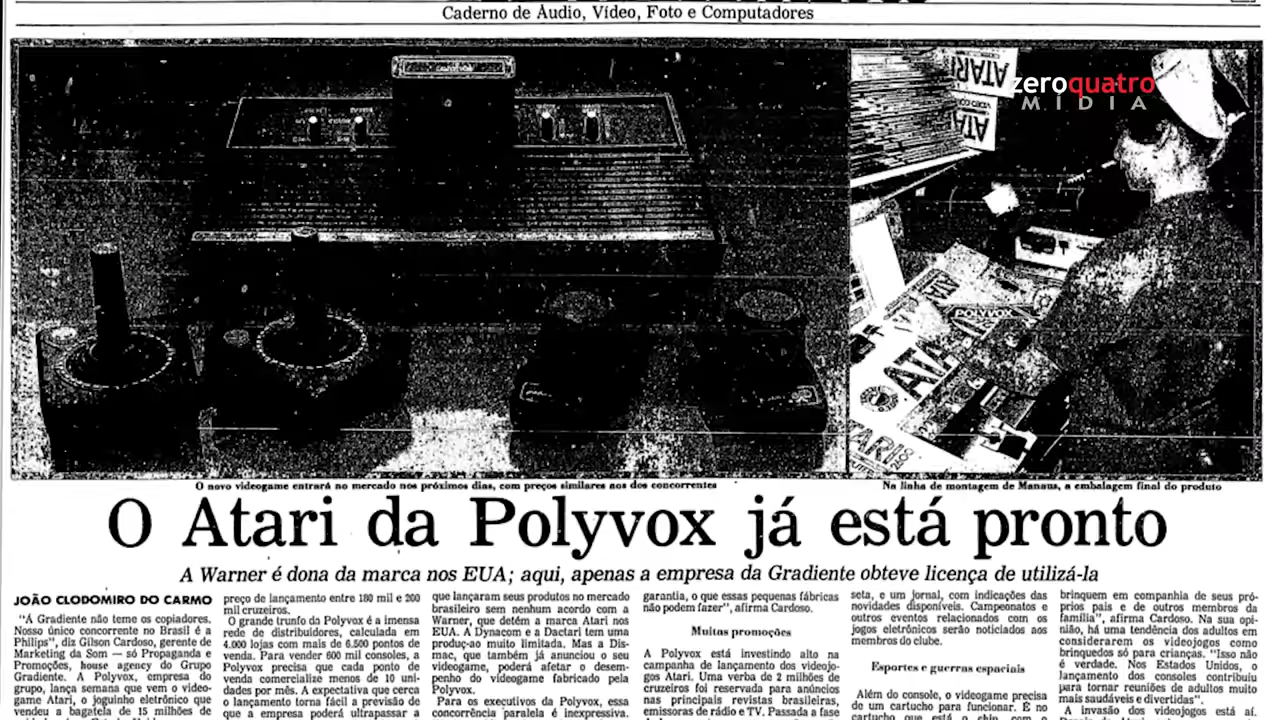 Caderno de Áudio, Vídeo, Foto e Computadores
zeroquatro
MÍDIA
ATARI
ATARI
POLYVOX
ATARI
O novo videogame entrará no mercado nos próximos dias, com preços similares aos dos concorrentes
Na linha de montagem de Manaus, a embalagem final do produto
O Atari da Polyvox já está pronto
A Warner é dona da marca nos EUA; aqui, apenas a empresa da Gradiente obteve licença de utilizá-la
JOÃO CLODOMIRO DO CARMO
"A Gradiente não teme os copiadores.
Nosso único concorrente no Brasil é a
Philips", diz Gilson Cardoso, gerente de
Marketing da Som — só Propaganda e
Promoções, house agency do Grupo
Gradiente. A Polyvox, empresa do
grupo, lança semana que vem o video-
game Atari, o joguinho eletrônico que
vendeu a bagatela de 15 milhões de
preço de lançamento entre 180 mil e 200
mil cruzeiros.
O grande trunfo da Polyvox é a imensa
rede de distribuidores, calculada em
4.000 lojas com mais de 6.500 pontos de
venda. Para vender 600 mil consoles, a
Polyvox precisa que cada ponto de
venda comercialize menos de 10 uni-
dades por mês. A expectativa que cerca
o lançamento torna fácil a previsão de
que a empresa poderá ultrapassar a
que lançaram seus produtos no mercado
brasileiro sem nenhum acordo com a
Warner, que detém a marca Atari nos
EUA. A Dynacom e a Dactari tem uma
produç-ao muito limitada. Mas a Dis-
mac, que também já anunciou o seu
videogame, poderá afetar o desem-
penho do videogame fabricado pela
Polyvox.
Para os executivos da Polyvox, essa
concorrência paralela é inexpressiva.
garantia, o que essas pequenas fábricas
não podem fazer", afirma Cardoso.
Muitas promoções
A Polyvox está investindo alto na
campanha de lançamento dos videojo-
gos Atari. Uma verba de 2 milhões de
cruzeiros foi reservada para anúncios
nas principais revistas brasileiras,
emissoras de rádio e TV. Passada a fase
seta, e um jornal, com indicações das
novidades disponíveis. Campeonatos e
outros eventos relacionados com os
jogos eletrônicos serão noticiados aos
membros do clube.
Esportes e guerras espaciais
Além do console, o videogame precisa
de um cartucho para funcionar. É no
cartucho que está o chip, com o
brinquem em companhia de seus pró-
prios pais e de outros membros da
família", afirma Cardoso. Na sua opi-
nião, há uma tendência dos adultos em
considerarem os videojogos como
brinquedos só para crianças. "Isso não
é verdade. Nos Estados Unidos, o
lançamento dos consoles contribuiu
para tornar reuniões de adultos muito
mais saudáveis e divertidas".
A invasão dos videojogos está aí.